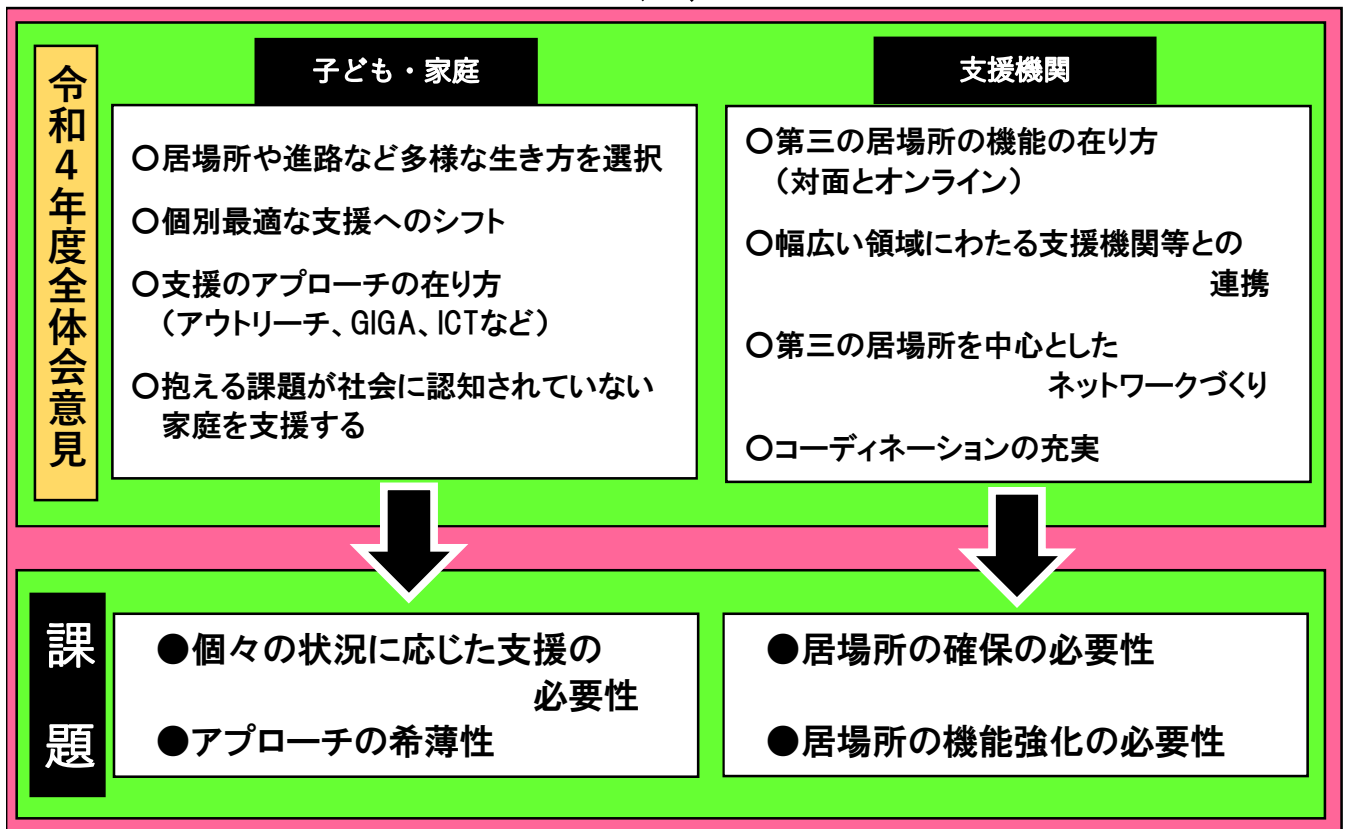 令和4年度全体会意見
子ども・家庭
〇居場所や進路など多様な生き方を選択
〇個別最適な支援へのシフト
〇支援のアプローチの在り方
（アウトリーチ、GIGA、ICTなど）
〇抱える課題が社会に認知されていない
家庭を支援する
支援機関
〇第三の居場所の機能の在り方
（対面とオンライン）
〇幅広い領域にわたる支援機関等との
連携
〇第三の居場所を中心とした
ネットワークづくり
〇コーディネーションの充実
課題
●個々の状況に応じた支援の
必要性
●アプローチの希薄性
●居場所の確保の必要性
●居場所の機能強化の必要性